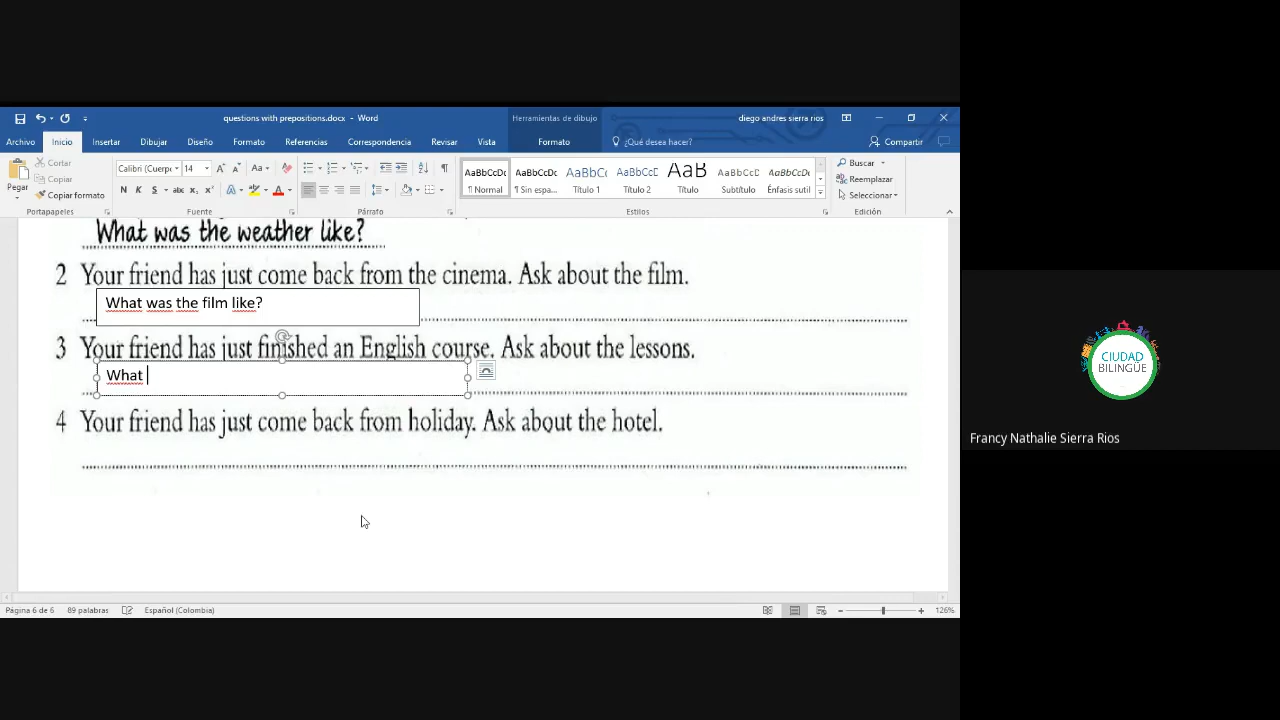 questions with prepositions.docx - Word
Herramientas de dibujo
diego andres sierra rios
Archivo Inicio Insertar Dibujar Diseño Formato Referencias Correspondencia Revisar Vista Formato ¿Qué desea hacer? Compartir
Pegar
Cortar
Copiar
Copiar formato
Portapapeles
Calibri (Cuerpo 14
N K S abc x₂ x²
Fuente
Párrafo
AaBbCcDc AaBbCcDc AaBbCc AaBbCcD AaB AaBbCcD AaBbCcDc
¶ Normal ¶ Sin espa... Título 1 Título 2 Título Subtítulo Énfasis sutil
Estilos
Buscar
Reemplazar
Seleccionar
Edición
What was the weather like?
2 Your friend has just come back from the cinema. Ask about the film.
What was the film like?
3 Your friend has just finished an English course. Ask about the lessons.
What
4 Your friend has just come back from holiday. Ask about the hotel.
Página 6 de 6 89 palabras Español (Colombia) 126%
CIUDAD
BILINGÜE
Francy Nathalie Sierra Rios